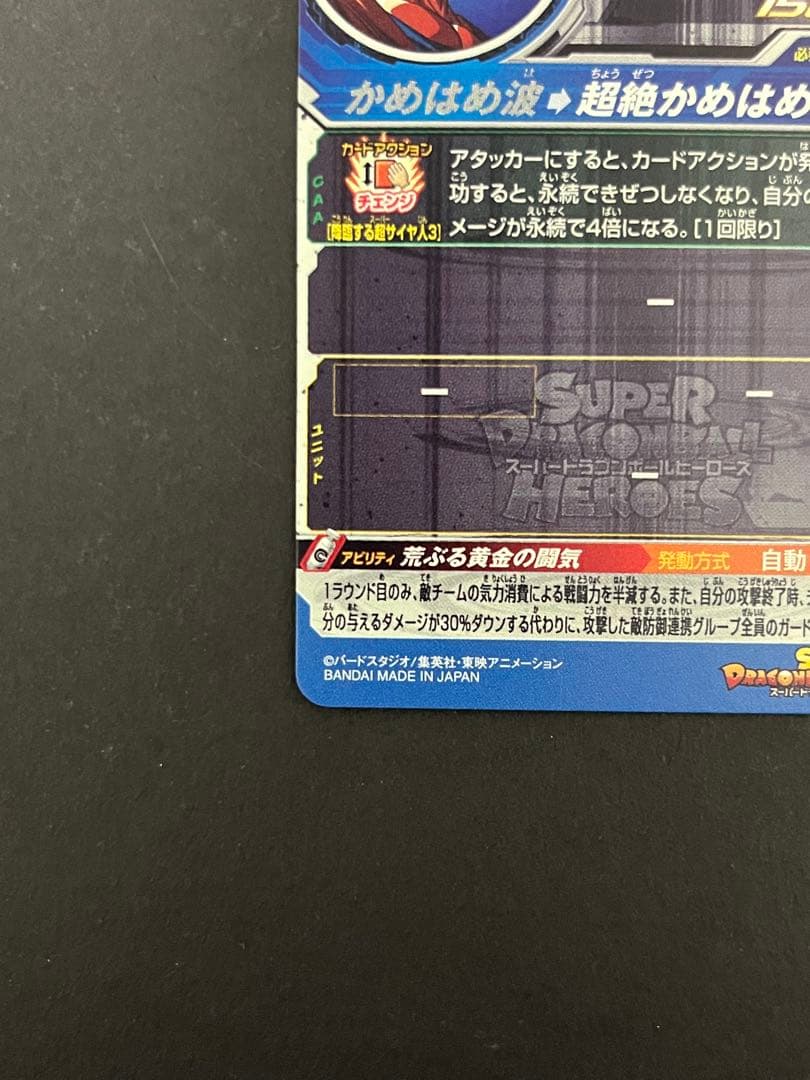 かめはめ波➡超絶かめはめ
カードアクション
チェンジ
[降臨する超サイヤ人3]
CAA
アタッカーにすると、カードアクションが発
功すると、永続できぜつしなくなり、自分の
メージが永続で4倍になる。[1回限り]
ー
ユニット
ー ー
SUPER
DRAGONBALL
スーパードラゴンボールヒーローズ
HEROES
ー
アビリティ 荒ぶる黄金の闘気 発動方式 自動
1ラウンド目のみ、敵チームの気力消費による戦闘力を半減する。また、自分の攻撃終了時、
分の与えるダメージが30%ダウンする代わりに、攻撃した敵防御連携グループ全員のガード
©バードスタジオ/集英社・東映アニメーション
BANDAI MADE IN JAPAN